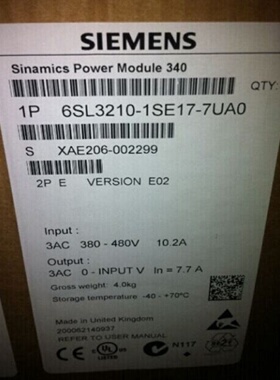 SIEMENS
Sinamics Power Module 340
QTY:
1P 6SL3210-1SE17-7UA0
S XAE206-002299
2P E VERSION E02
Input :
3AC 380 - 480V 10.2A
Output :
3AC 0 - INPUT V In = 7.7 A
Gross weight: 4.0kg
Storage temperature -40 - +70°C
Made in United Kingdom
200062140937
REFER TO USER MANUAL
CE
N117